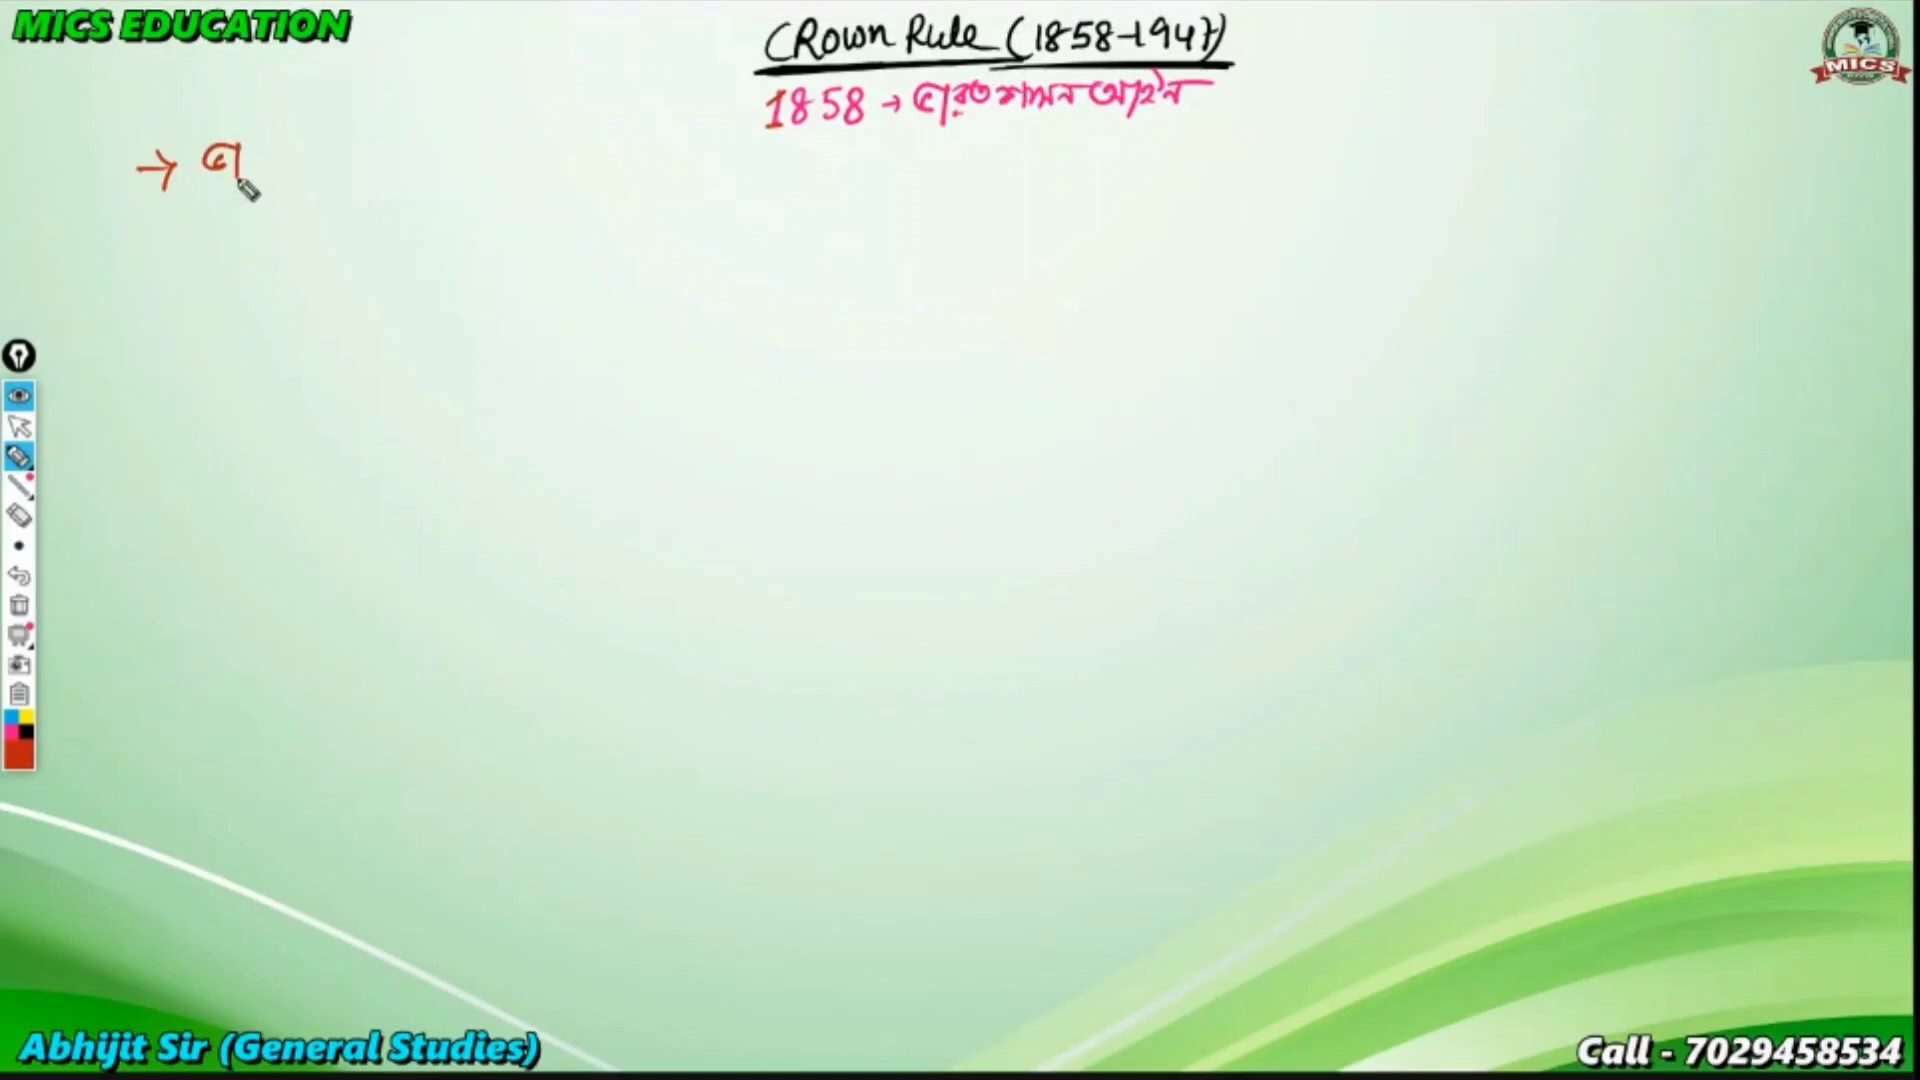 MICS EDUCATION
CRown Rule (1858-1947)
MICS
1858 → ভারত শাসন আইন
→ ভা
Abhijit Sir (General Studies)
Call - 7029458534